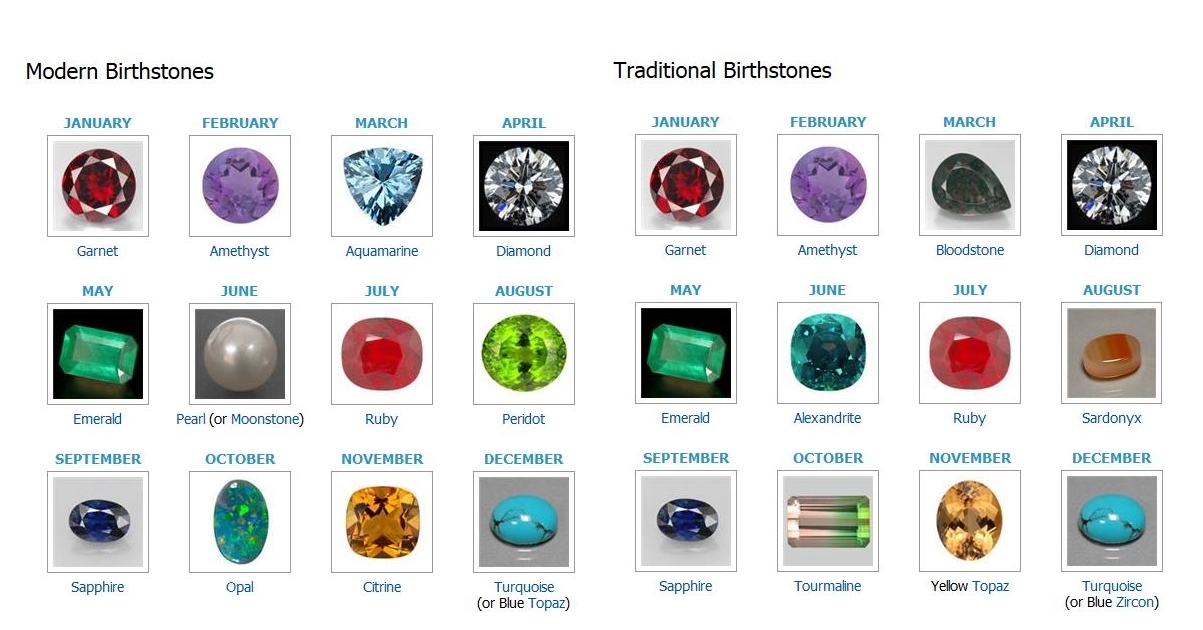 Modern Birthstones
JANUARY FEBRUARY MARCH APRIL
Garnet Amethyst Aquamarine Diamond
MAY JUNE JULY AUGUST
Emerald Pearl (or Moonstone) Ruby Peridot
SEPTEMBER OCTOBER NOVEMBER DECEMBER
Sapphire Opal Citrine Turquoise
(or Blue Topaz)
Traditional Birthstones
JANUARY FEBRUARY MARCH APRIL
Garnet Amethyst Bloodstone Diamond
MAY JUNE JULY AUGUST
Emerald Alexandrite Ruby Sardonyx
SEPTEMBER OCTOBER NOVEMBER DECEMBER
Sapphire Tourmaline Yellow Topaz Turquoise
(or Blue Zircon)